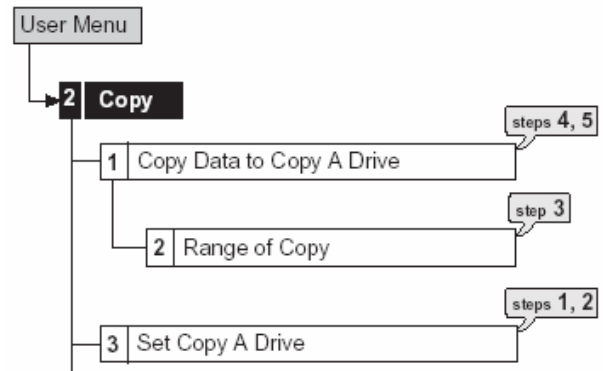 User Menu
2 Copy
steps 4, 5
1 Copy Data to Copy A Drive
step 3
2 Range of Copy
steps 1, 2
3 Set Copy A Drive